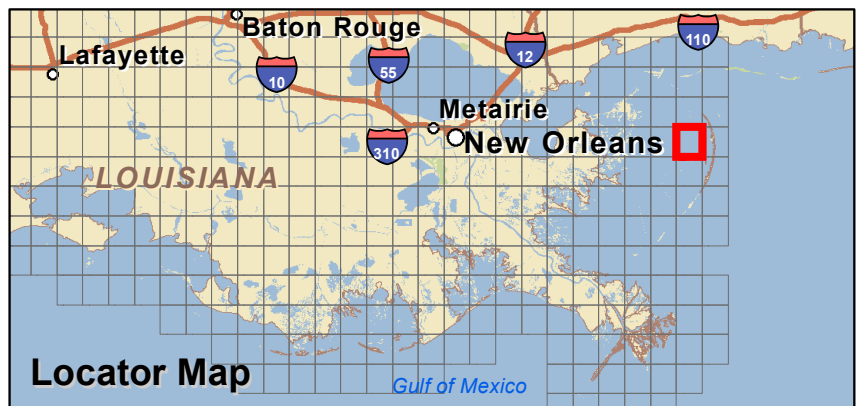 Baton Rouge
110
12
Lafayette
55
10
Metairie
New Orleans
310
LOUISIANA
Locator Map
Gulf of Mexico